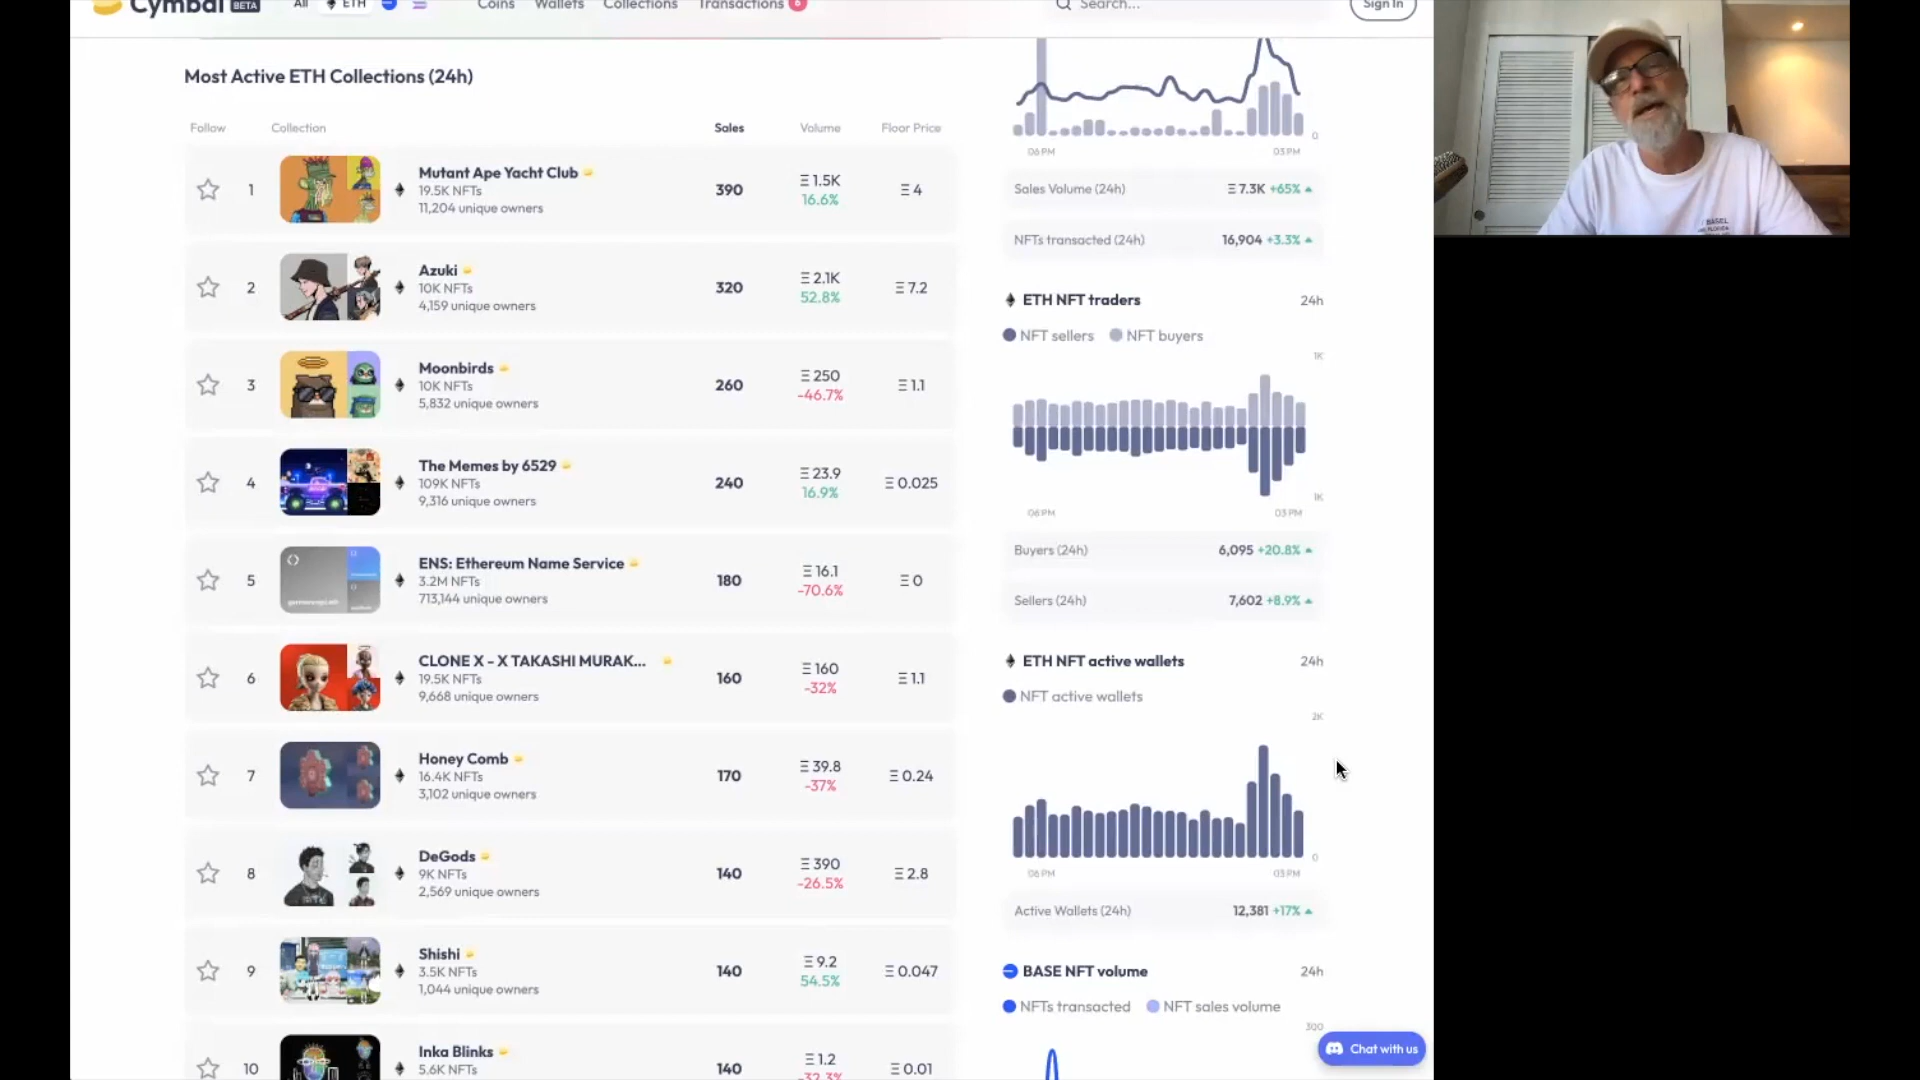 Cymbal BETA
All ETH
Coins Wallets Collections Transactions 6
Search...
Sign In
Most Active ETH Collections (24h)
Follow Collection Sales Volume Floor Price
1 Mutant Ape Yacht Club 390 Ξ 1.5K Ξ 4
19.5K NFTs 16.6%
11,204 unique owners
2 Azuki 320 Ξ 2.1K Ξ 7.2
10K NFTs 52.8%
4,159 unique owners
3 Moonbirds 260 Ξ 250 Ξ 1.1
10K NFTs -46.7%
5,832 unique owners
4 The Memes by 6529 240 Ξ 23.9 Ξ 0.025
109K NFTs 16.9%
9,316 unique owners
5 ENS: Ethereum Name Service 180 Ξ 16.1 Ξ 0
3.2M NFTs -70.6%
713,144 unique owners
6 CLONE X - X TAKASHI MURAK... 160 Ξ 160 Ξ 1.1
19.5K NFTs -32%
9,668 unique owners
7 Honey Comb 170 Ξ 39.8 Ξ 0.24
16.4K NFTs -37%
3,102 unique owners
8 DeGods 140 Ξ 390 Ξ 2.8
9K NFTs -26.5%
2,569 unique owners
9 Shishi 140 Ξ 9.2 Ξ 0.047
3.5K NFTs 54.5%
1,044 unique owners
10 Inka Blinks 140 Ξ 1.2 Ξ 0.01
5.6K NFTs -32.3%
0
06 PM 03 PM
Sales Volume (24h) Ξ 7.3K +65%
NFTs transacted (24h) 16,904 +3.3%
ETH NFT traders 24h
NFT sellers NFT buyers
1K
1K
06 PM 03 PM
Buyers (24h) 6,095 +20.8%
Sellers (24h) 7,602 +8.9%
ETH NFT active wallets 24h
NFT active wallets
2K
0
06 PM 03 PM
Active Wallets (24h) 12,381 +17%
BASE NFT volume 24h
NFTs transacted NFT sales volume
300
Chat with us
BASEL